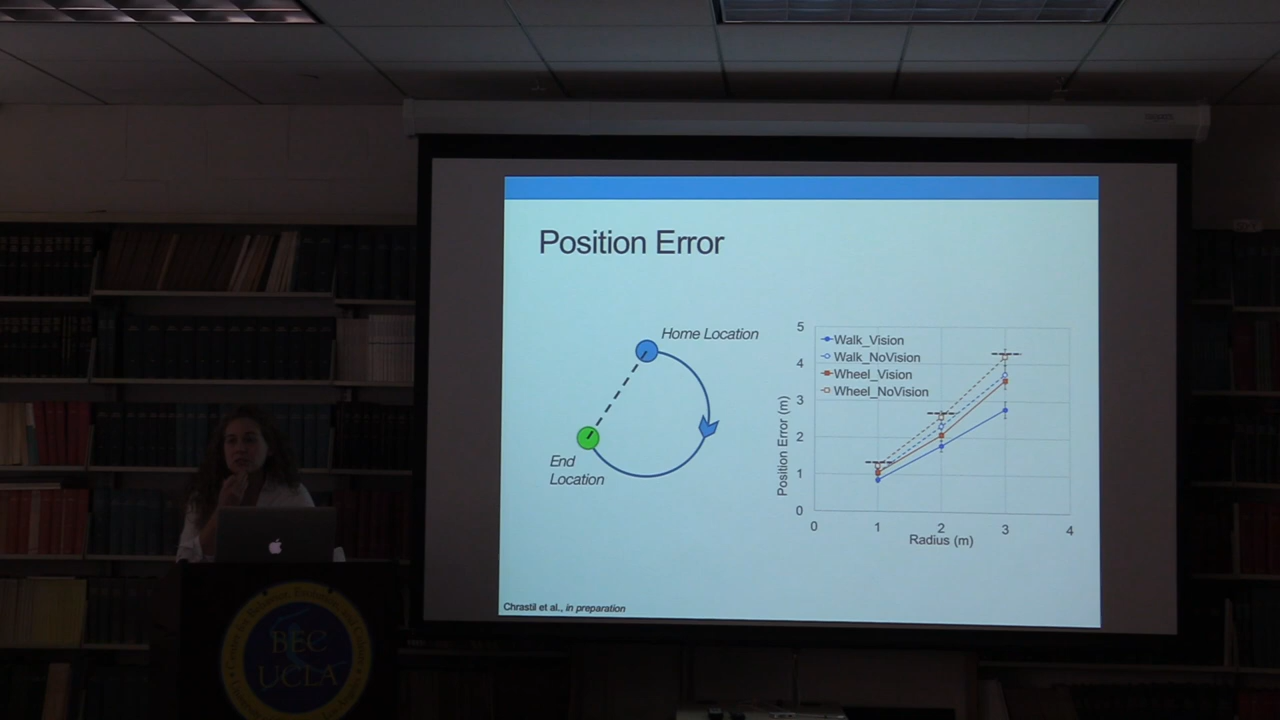 Position Error
Home Location
End
Location
Position Error (m)
5
4
3
2
1
0
Walk_Vision
Walk_NoVision
Wheel_Vision
Wheel_NoVision
0
1
2
3
4
Radius (m)
Chrastil et al., in preparation
BEC
UCLA